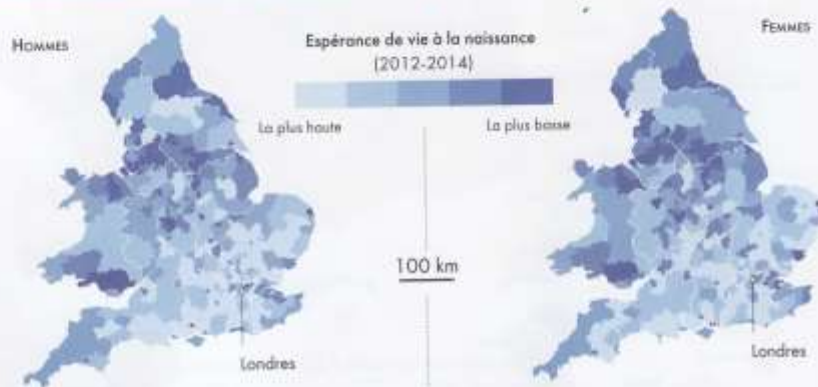 HOMMES
Espérance de vie à la naissance
(2012-2014)
FEMMES
La plus haute
La plus basse
100 km
Londres
Londres